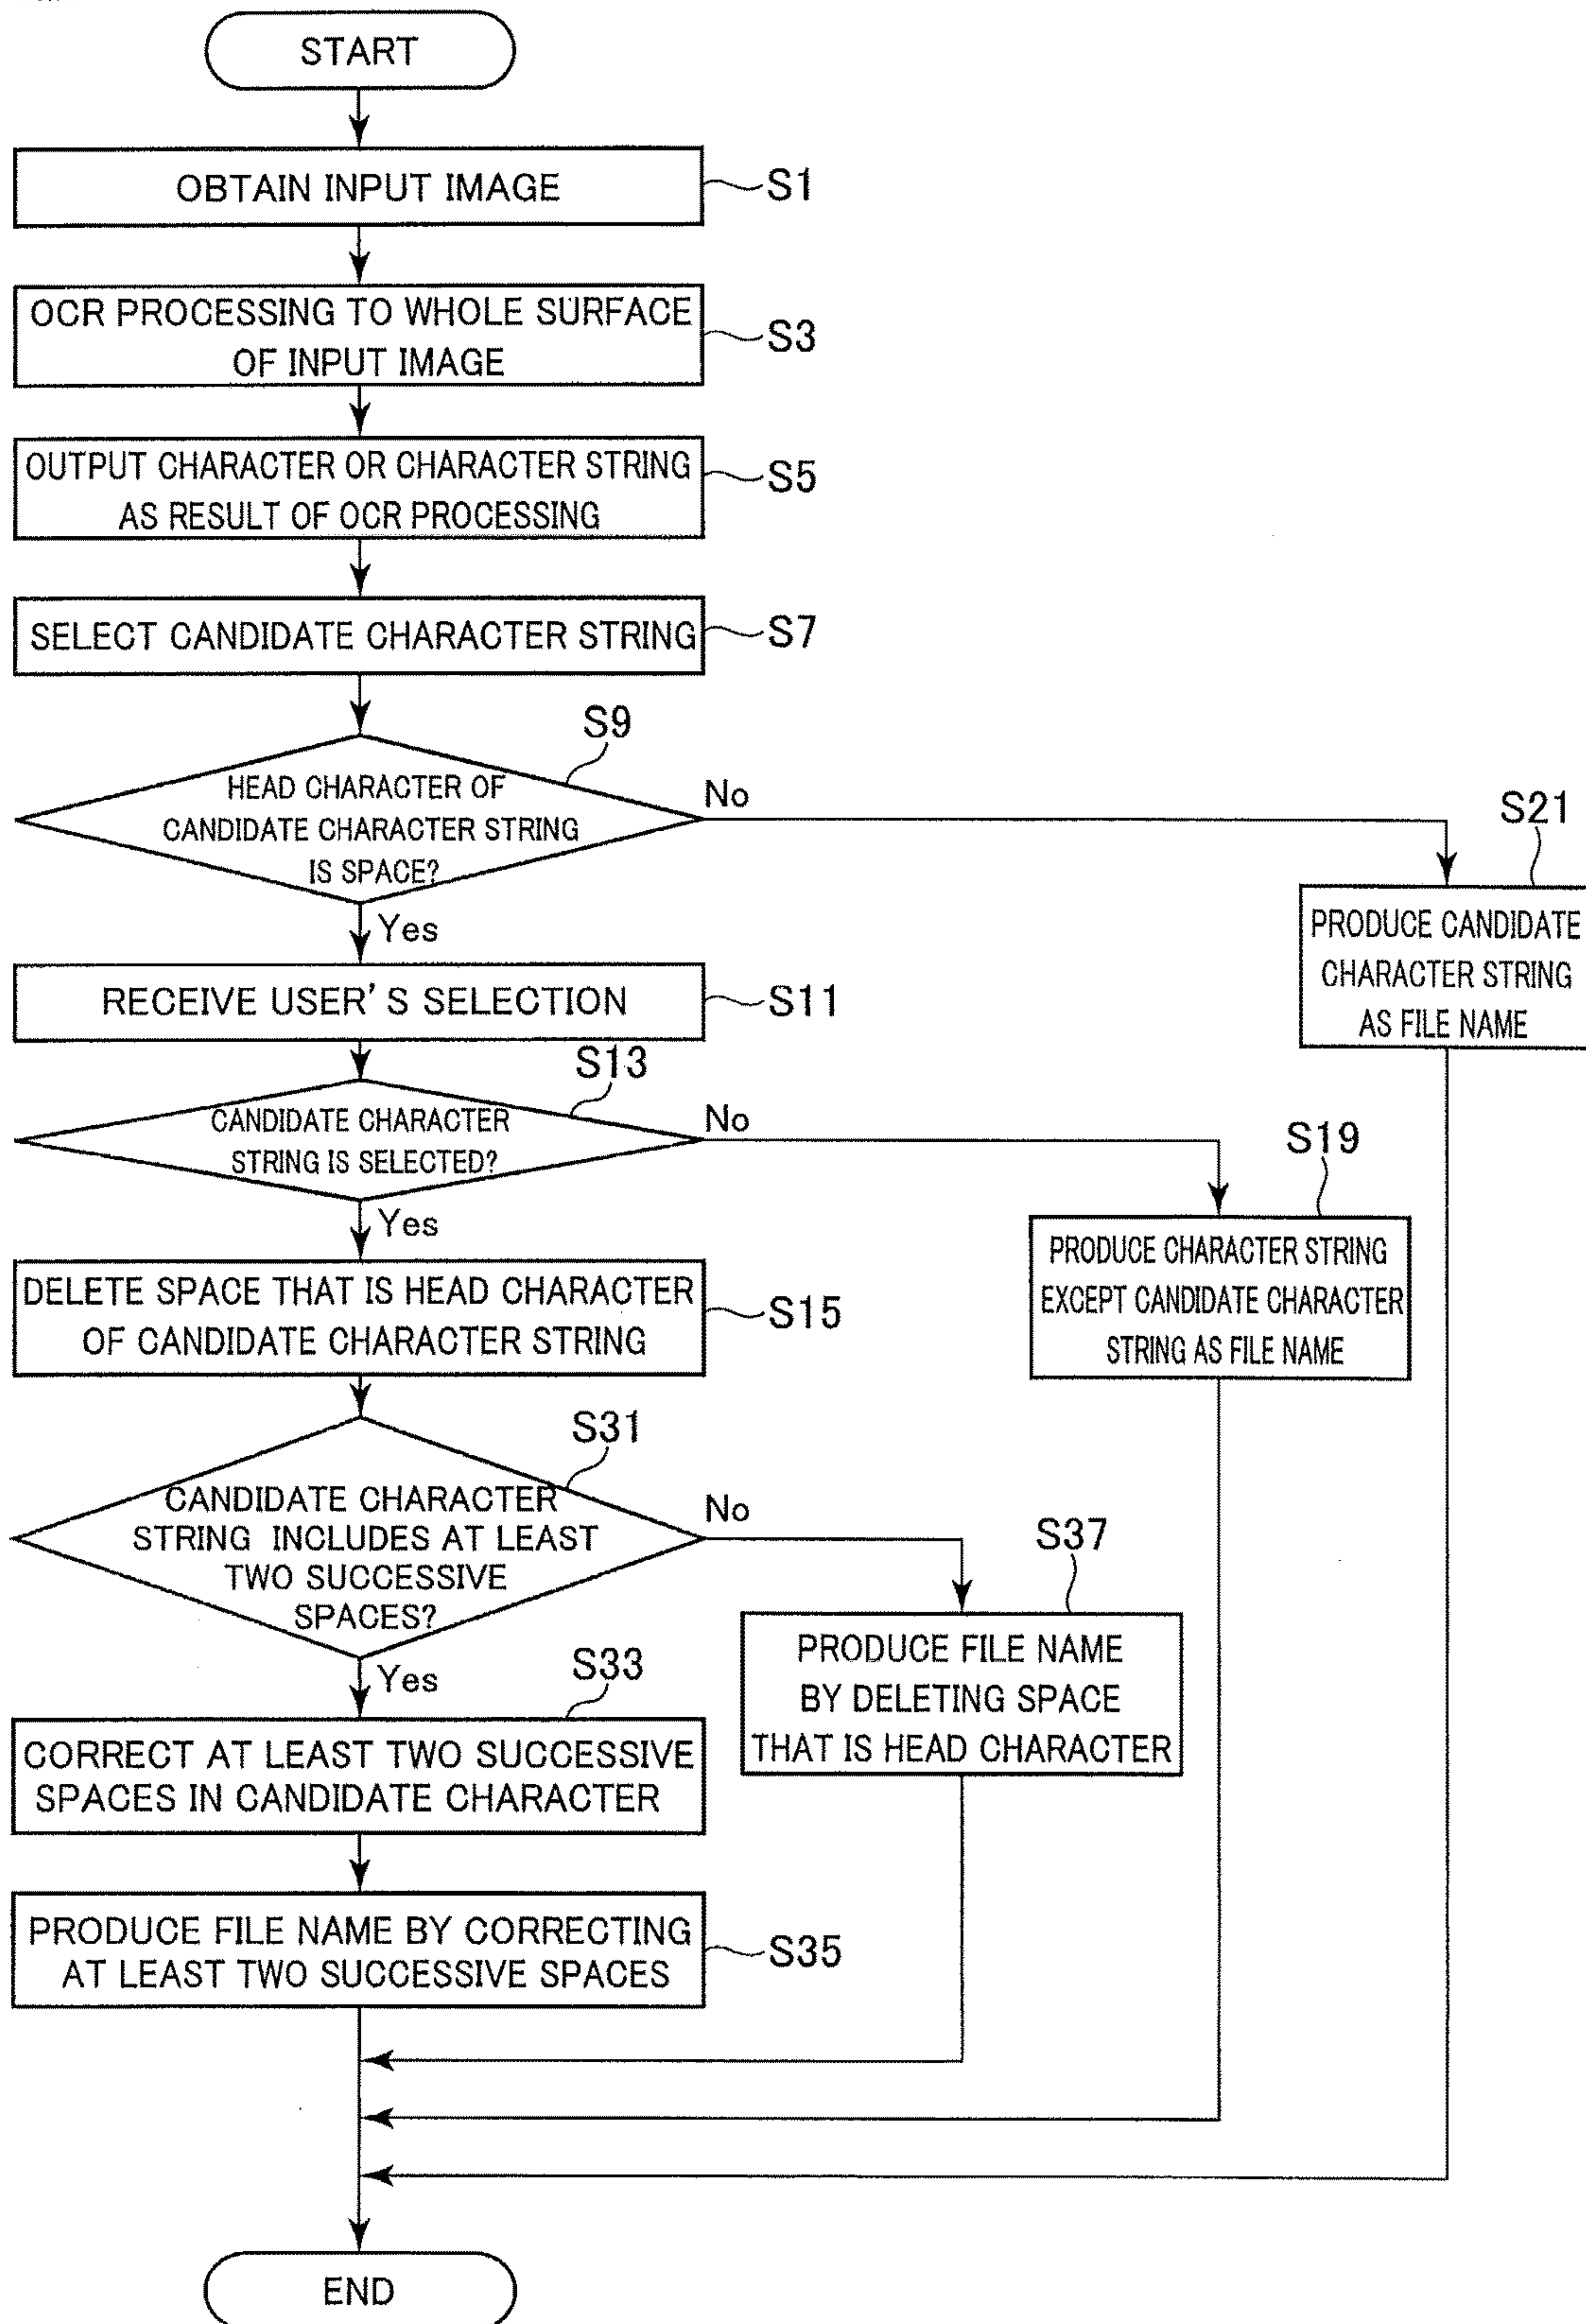 START
OBTAIN INPUT IMAGE
S1
OCR PROCESSING TO WHOLE SURFACE
OF INPUT IMAGE
S3
OUTPUT CHARACTER OR CHARACTER STRING
AS RESULT OF OCR PROCESSING
S5
SELECT CANDIDATE CHARACTER STRING
S7
S9
HEAD CHARACTER OF
CANDIDATE CHARACTER STRING
IS SPACE?
No
Yes
S21
PRODUCE CANDIDATE
CHARACTER STRING
AS FILE NAME
RECEIVE USER'S SELECTION
S11
S13
CANDIDATE CHARACTER
STRING IS SELECTED?
No
Yes
S19
PRODUCE CHARACTER STRING
EXCEPT CANDIDATE CHARACTER
STRING AS FILE NAME
DELETE SPACE THAT IS HEAD CHARACTER
OF CANDIDATE CHARACTER STRING
S15
S31
CANDIDATE CHARACTER
STRING INCLUDES AT LEAST
TWO SUCCESSIVE
SPACES?
No
Yes
S37
PRODUCE FILE NAME
BY DELETING SPACE
THAT IS HEAD CHARACTER
S33
CORRECT AT LEAST TWO SUCCESSIVE
SPACES IN CANDIDATE CHARACTER
PRODUCE FILE NAME BY CORRECTING
AT LEAST TWO SUCCESSIVE SPACES
S35
END